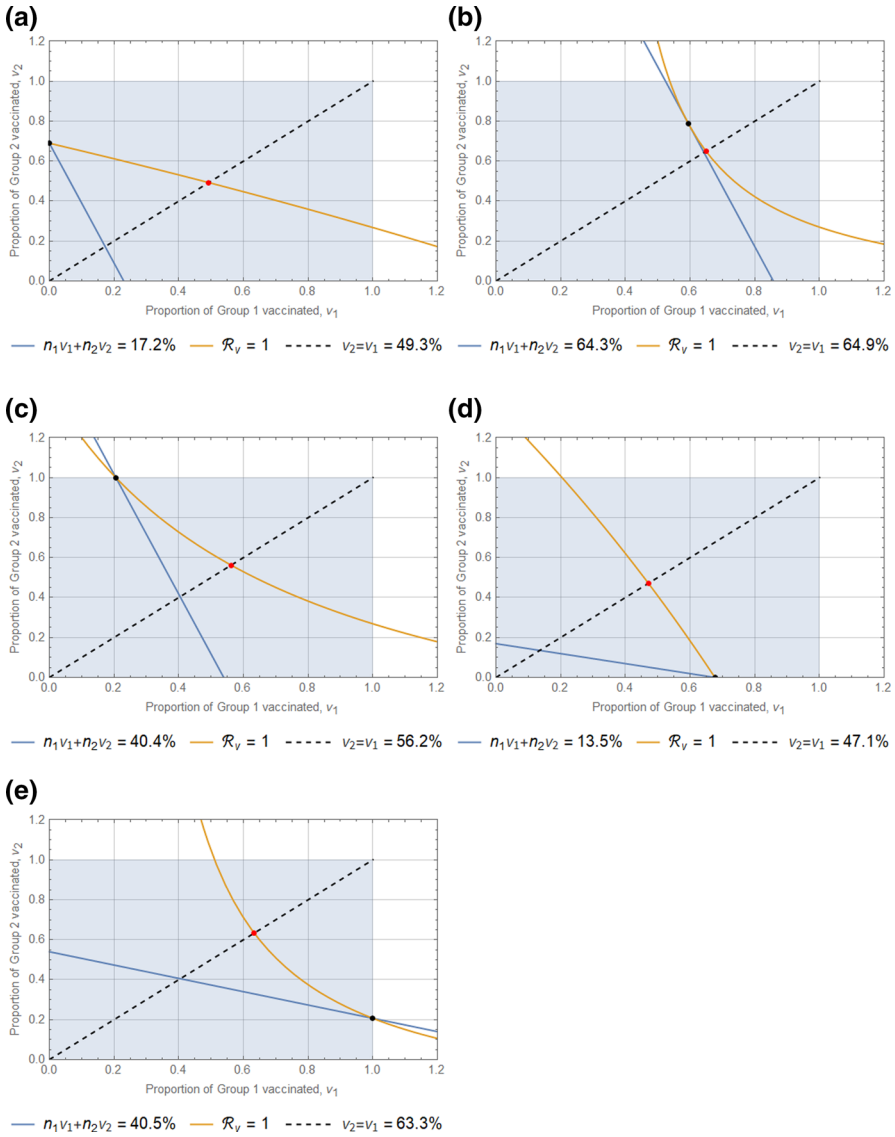 (a)
(b)
1.2
1.0
0.8
0.6
0.4
0.2
0.0
0.0 0.2 0.4 0.6 0.8 1.0 1.2
Proportion of Group 2 vaccinated, v₂
Proportion of Group 1 vaccinated, v₁
n₁v₁+n₂v₂ = 17.2% ℛᵥ = 1 v₂=v₁ = 49.3%
1.2
1.0
0.8
0.6
0.4
0.2
0.0
0.0 0.2 0.4 0.6 0.8 1.0 1.2
Proportion of Group 2 vaccinated, v₂
Proportion of Group 1 vaccinated, v₁
n₁v₁+n₂v₂ = 64.3% ℛᵥ = 1 v₂=v₁ = 64.9%
(c)
(d)
1.2
1.0
0.8
0.6
0.4
0.2
0.0
0.0 0.2 0.4 0.6 0.8 1.0 1.2
Proportion of Group 2 vaccinated, v₂
Proportion of Group 1 vaccinated, v₁
n₁v₁+n₂v₂ = 40.4% ℛᵥ = 1 v₂=v₁ = 56.2%
1.2
1.0
0.8
0.6
0.4
0.2
0.0
0.0 0.2 0.4 0.6 0.8 1.0 1.2
Proportion of Group 2 vaccinated, v₂
Proportion of Group 1 vaccinated, v₁
n₁v₁+n₂v₂ = 13.5% ℛᵥ = 1 v₂=v₁ = 47.1%
(e)
1.2
1.0
0.8
0.6
0.4
0.2
0.0
0.0 0.2 0.4 0.6 0.8 1.0 1.2
Proportion of Group 2 vaccinated, v₂
Proportion of Group 1 vaccinated, v₁
n₁v₁+n₂v₂ = 40.5% ℛᵥ = 1 v₂=v₁ = 63.3%